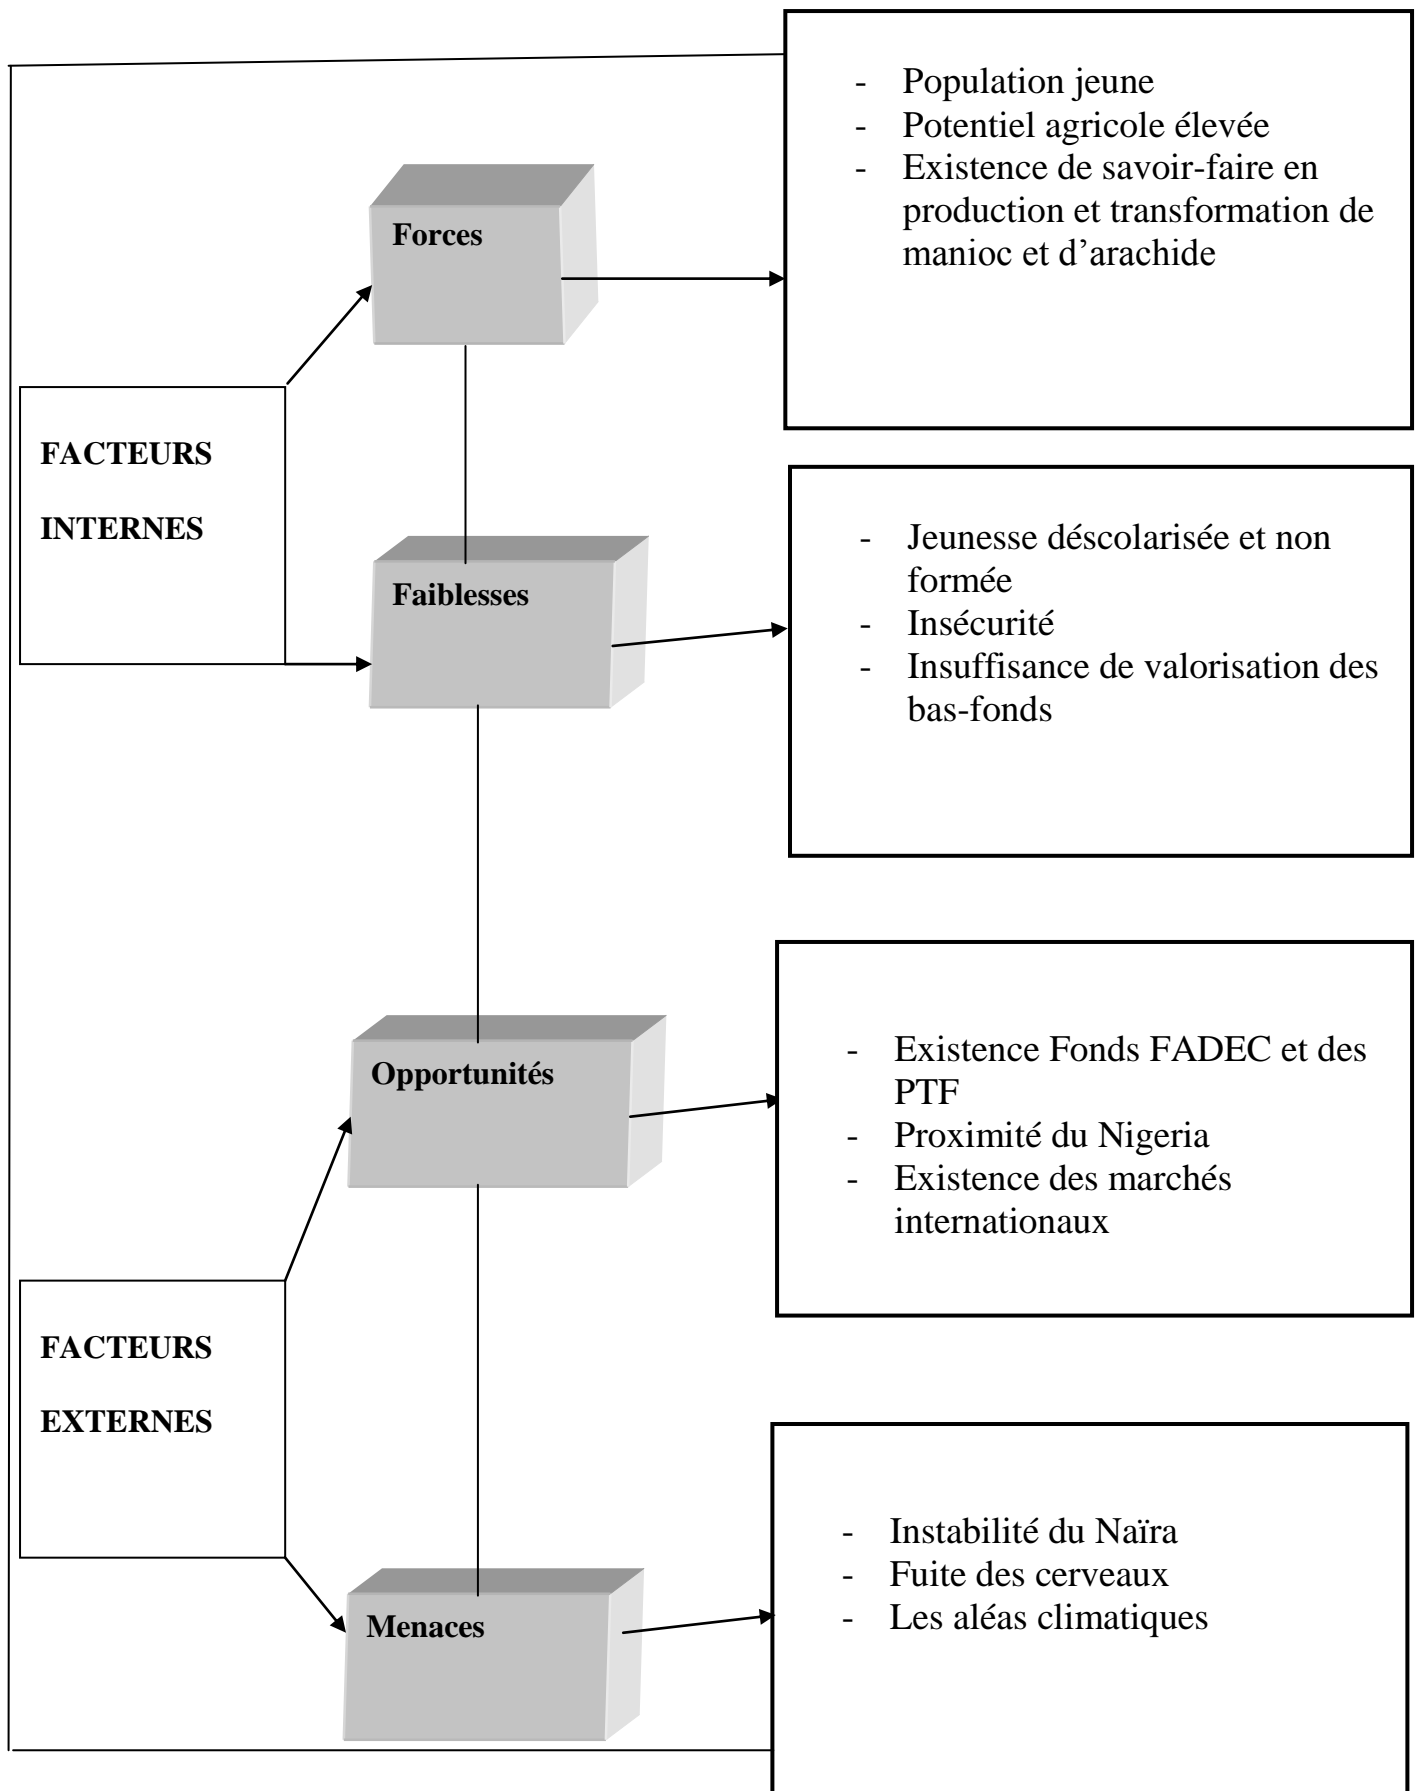 - Population jeune
- Potentiel agricole élevée
- Existence de savoir-faire en
production et transformation de
manioc et d’arachide
Forces
FACTEURS
INTERNES
- Jeunesse déscolarisée et non
formée
- Insécurité
- Insuffisance de valorisation des
bas-fonds
Faiblesses
- Existence Fonds FADEC et des
PTF
- Proximité du Nigeria
- Existence des marchés
internationaux
Opportunités
FACTEURS
EXTERNES
- Instabilité du Naïra
- Fuite des cerveaux
- Les aléas climatiques
Menaces